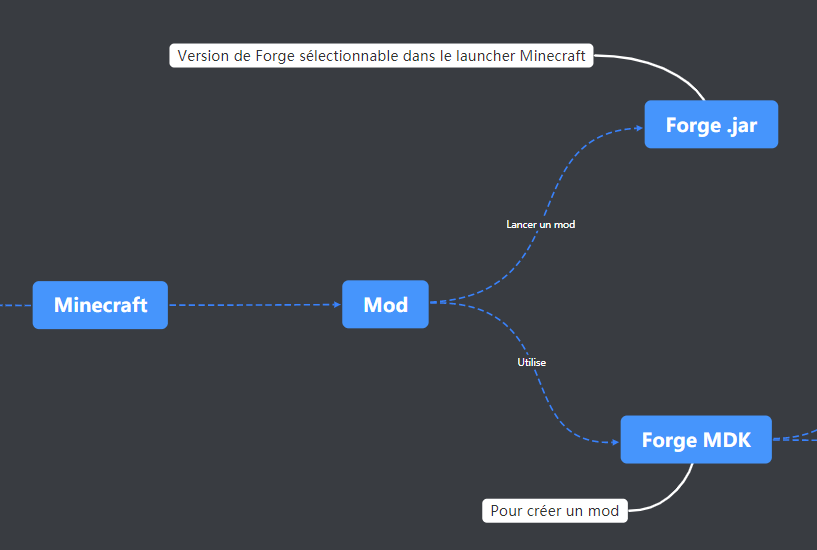 Version de Forge sélectionnable dans le launcher Minecraft
Forge .jar
Lancer un mod
Minecraft
Mod
Utilise
Forge MDK
Pour créer un mod